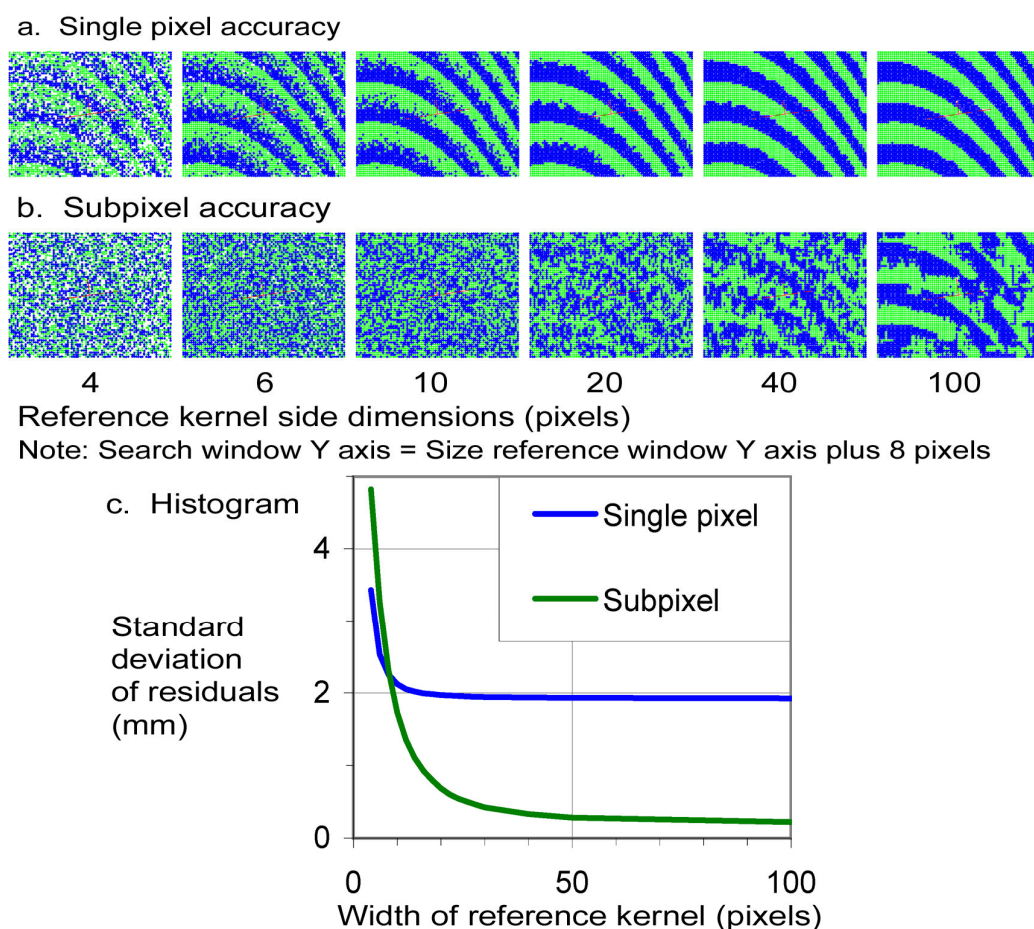 a. Single pixel accuracy
b. Subpixel accuracy
4 6 10 20 40 100
Reference kernel side dimensions (pixels)
Note: Search window Y axis = Size reference window Y axis plus 8 pixels
c. Histogram
Single pixel
Subpixel
Standard
deviation
of residuals
(mm)
4
2
0
0 50 100
Width of reference kernel (pixels)